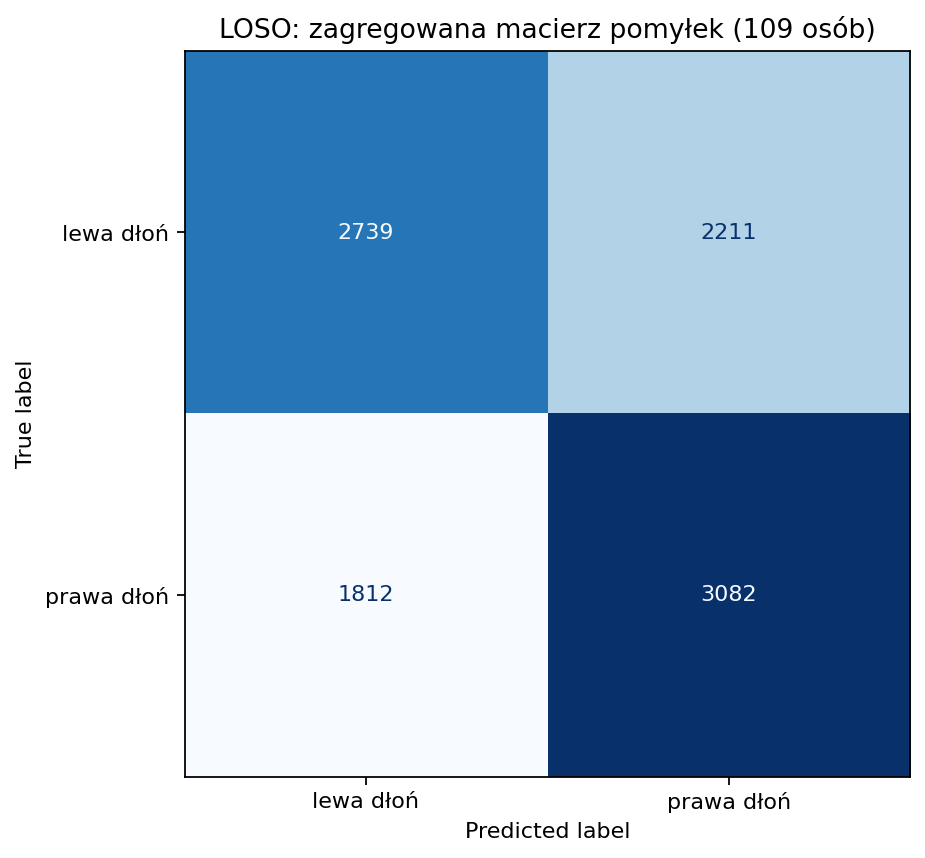 LOSO: zagregowana macierz pomyłek (109 osób)
True label
lewa dłoń
2739
2211
prawa dłoń
1812
3082
lewa dłoń
prawa dłoń
Predicted label